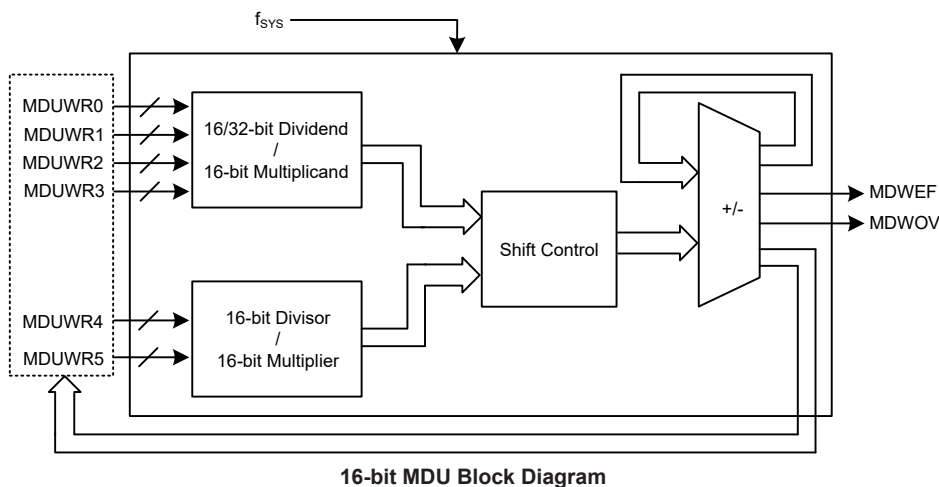 fSYS
MDUWR0
MDUWR1
MDUWR2
MDUWR3
MDUWR4
MDUWR5
16/32-bit Dividend
/
16-bit Multiplicand
16-bit Divisor
/
16-bit Multiplier
Shift Control
+/-
MDWEF
MDWOV
16-bit MDU Block Diagram